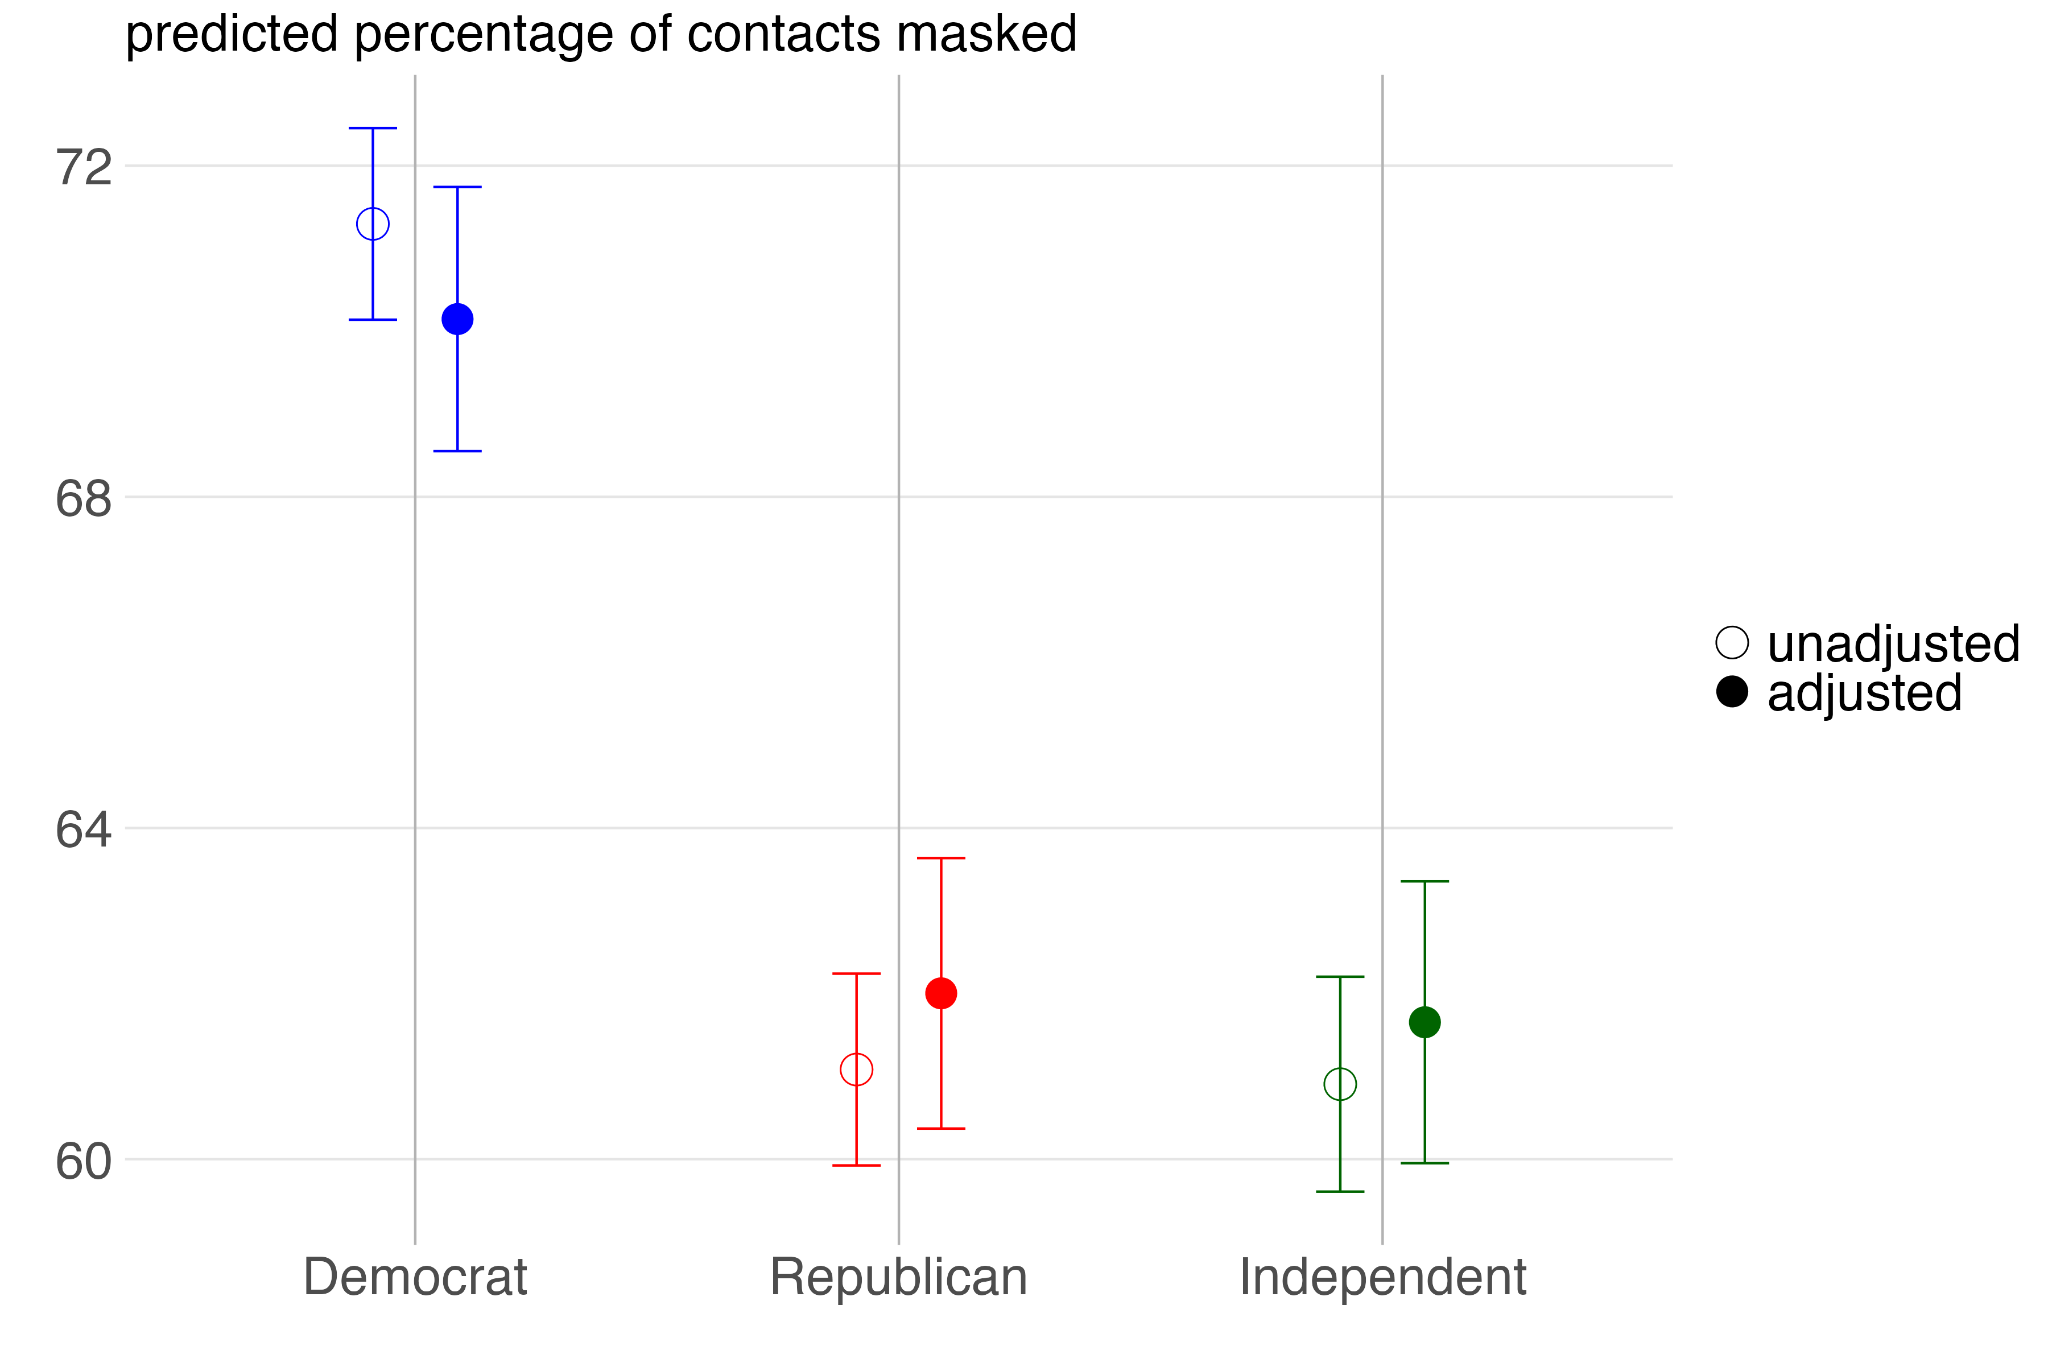 predicted percentage of contacts masked
72
68
64
60
unadjusted
adjusted
Democrat
Republican
Independent